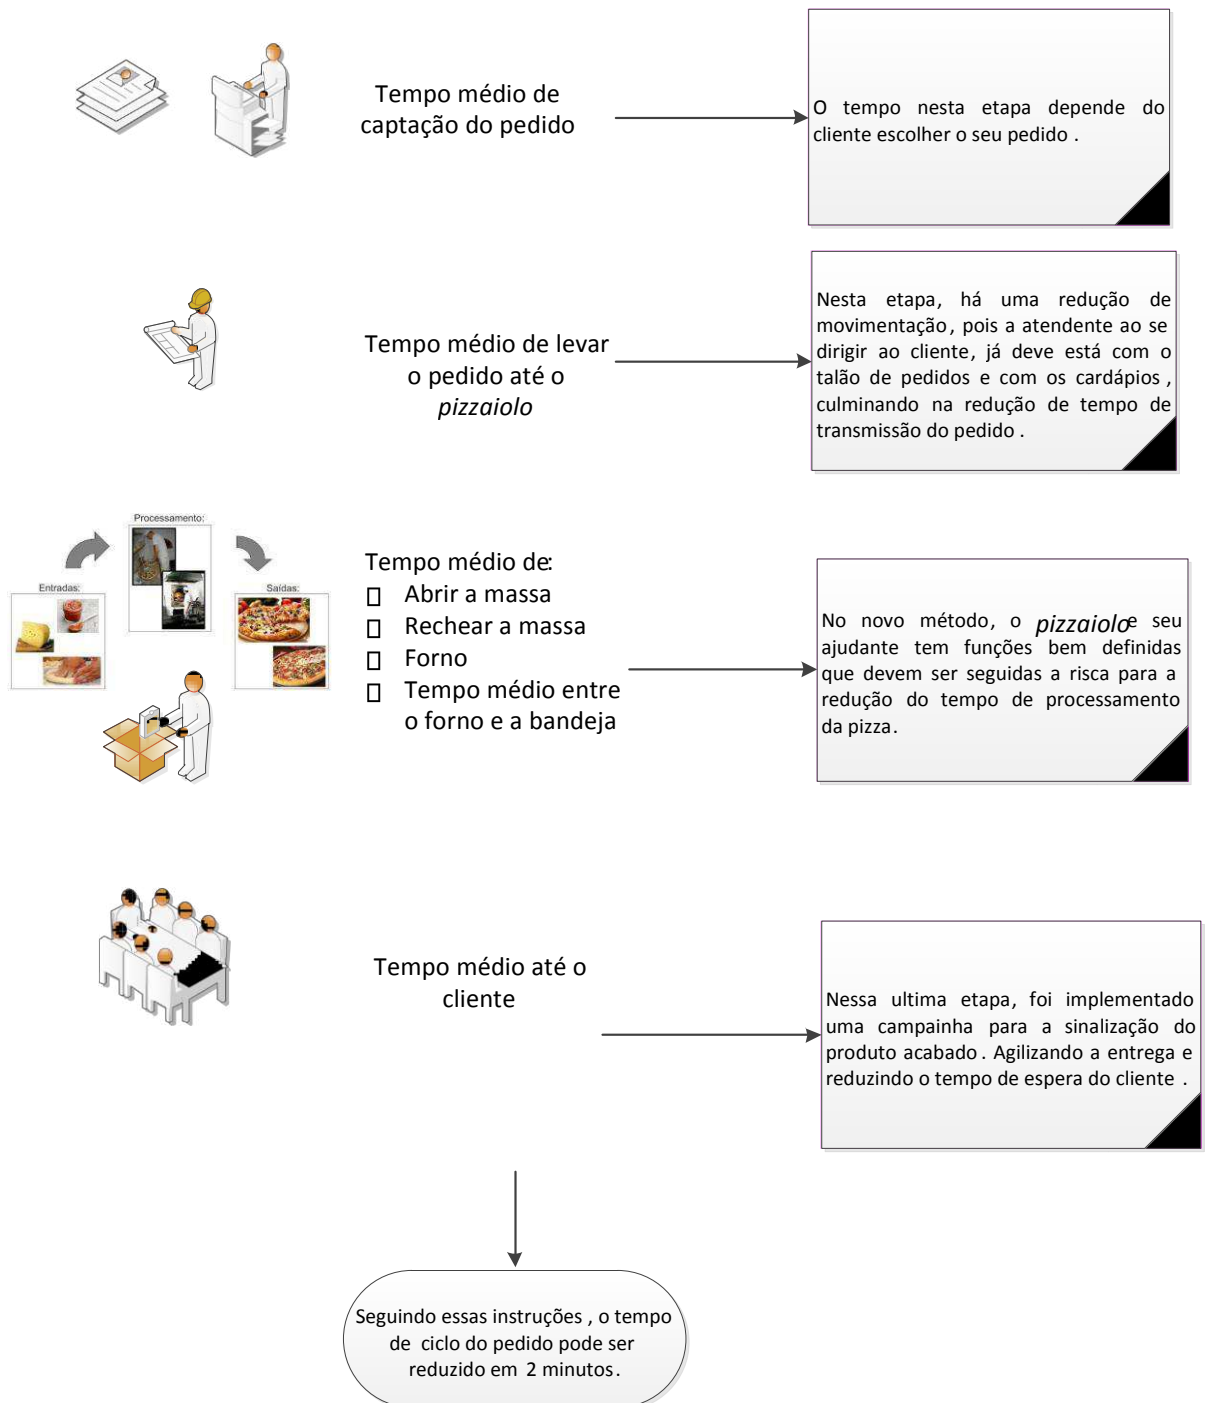 Tempo médio de
captação do pedido
O tempo nesta etapa depende do
cliente escolher o seu pedido .
Tempo médio de levar
o pedido até o
pizzaiolo
Nesta etapa, há uma redução de
movimentação, pois a atendente ao se
dirigir ao cliente, já deve está com o
talão de pedidos e com os cardápios ,
culminando na redução de tempo de
transmissão do pedido .
Processamento:
Entradas:
Saídas:
Tempo médio de:
Abrir a massa
Rechear a massa
Forno
Tempo médio entre
o forno e a bandeja
No novo método, o pizzaiolo e seu
ajudante tem funções bem definidas
que devem ser seguidas a risca para a
redução do tempo de processamento
da pizza.
Tempo médio até o
cliente
Nessa ultima etapa, foi implementado
uma campainha para a sinalização do
produto acabado . Agilizando a entrega e
reduzindo o tempo de espera do cliente .
Seguindo essas instruções , o tempo
de ciclo do pedido pode ser
reduzido em 2 minutos.